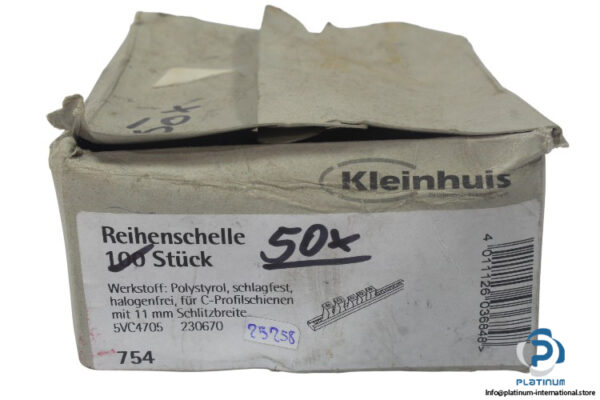 50x
Kleinhuis
Reihenschelle
100 Stück
50x
Werkstoff: Polystyrol, schlagfest,
halogenfrei, für C-Profilschienen
mit 11 mm Schlitzbreite
5VC4705 230670
25258
754
4 011126 036848>
PLATINUM
Info@platinum-international.store